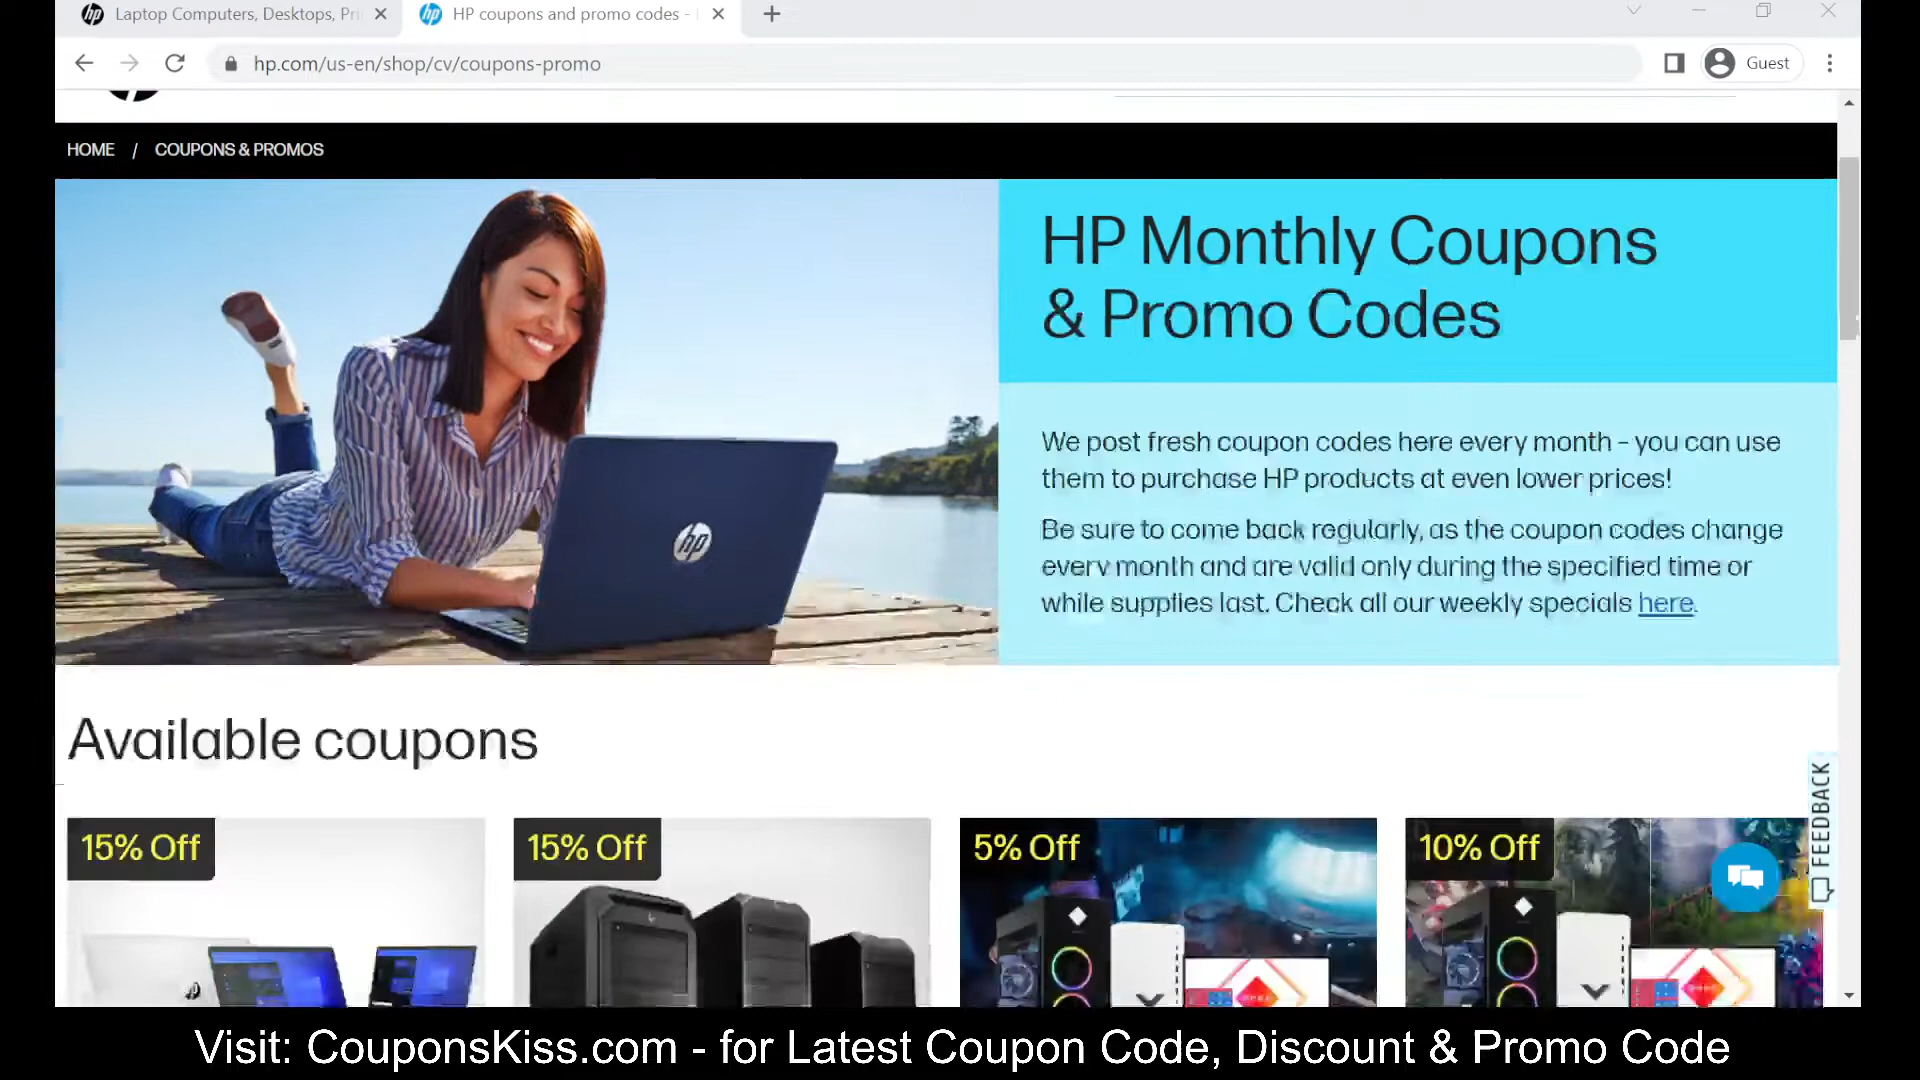 Laptop Computers, Desktops, Pri
HP coupons and promo codes -
hp.com/us-en/shop/cv/coupons-promo
Guest
HOME / COUPONS & PROMOS
HP Monthly Coupons
& Promo Codes
We post fresh coupon codes here every month – you can use
them to purchase HP products at even lower prices!
Be sure to come back regularly, as the coupon codes change
every month and are valid only during the specified time or
while supplies last. Check all our weekly specials here.
hp
Available coupons
15% Off
15% Off
5% Off
10% Off
FEEDBACK
Visit: CouponsKiss.com - for Latest Coupon Code, Discount & Promo Code